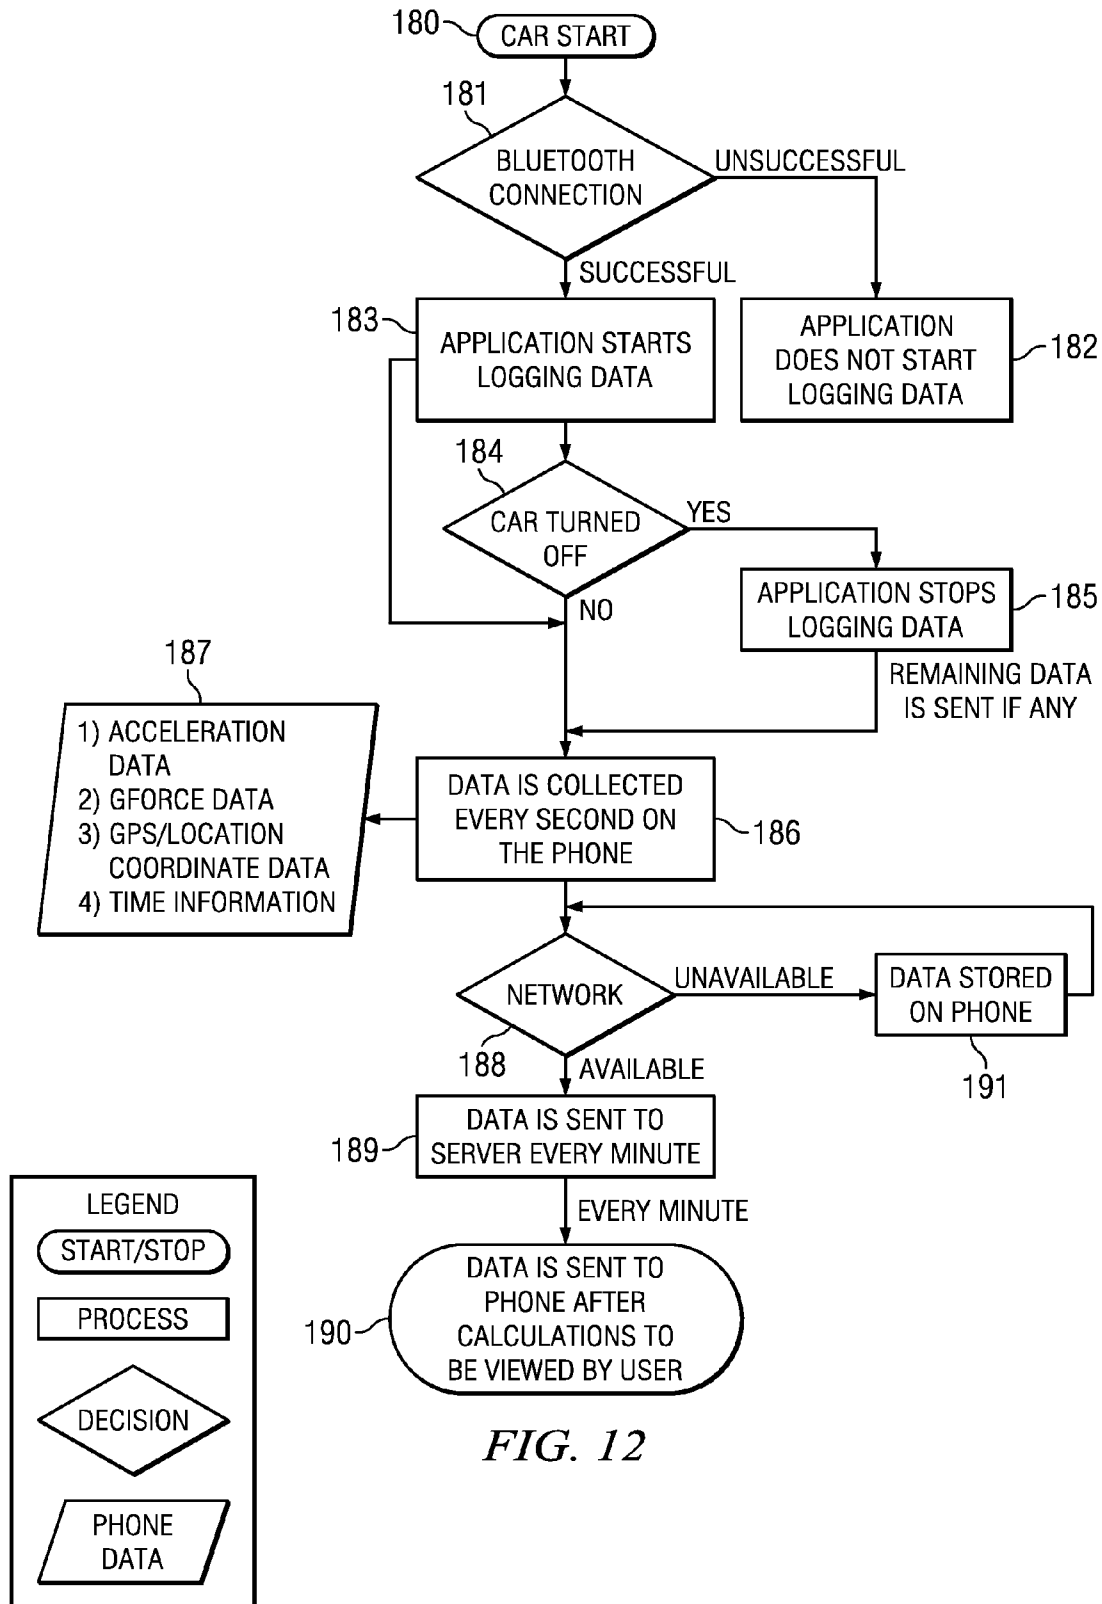 180
CAR START
181
BLUETOOTH
CONNECTION
UNSUCCESSFUL
SUCCESSFUL
183
APPLICATION STARTS
LOGGING DATA
APPLICATION
DOES NOT START
LOGGING DATA
182
184
CAR TURNED
OFF
YES
NO
APPLICATION STOPS
LOGGING DATA
185
REMAINING DATA
IS SENT IF ANY
187
1) ACCELERATION
DATA
2) GFORCE DATA
3) GPS/LOCATION
COORDINATE DATA
4) TIME INFORMATION
DATA IS COLLECTED
EVERY SECOND ON
THE PHONE
186
NETWORK
188
UNAVAILABLE
DATA STORED
ON PHONE
191
AVAILABLE
189
DATA IS SENT TO
SERVER EVERY MINUTE
EVERY MINUTE
190
DATA IS SENT TO
PHONE AFTER
CALCULATIONS TO
BE VIEWED BY USER
LEGEND
START/STOP
PROCESS
DECISION
PHONE
DATA
FIG. 12